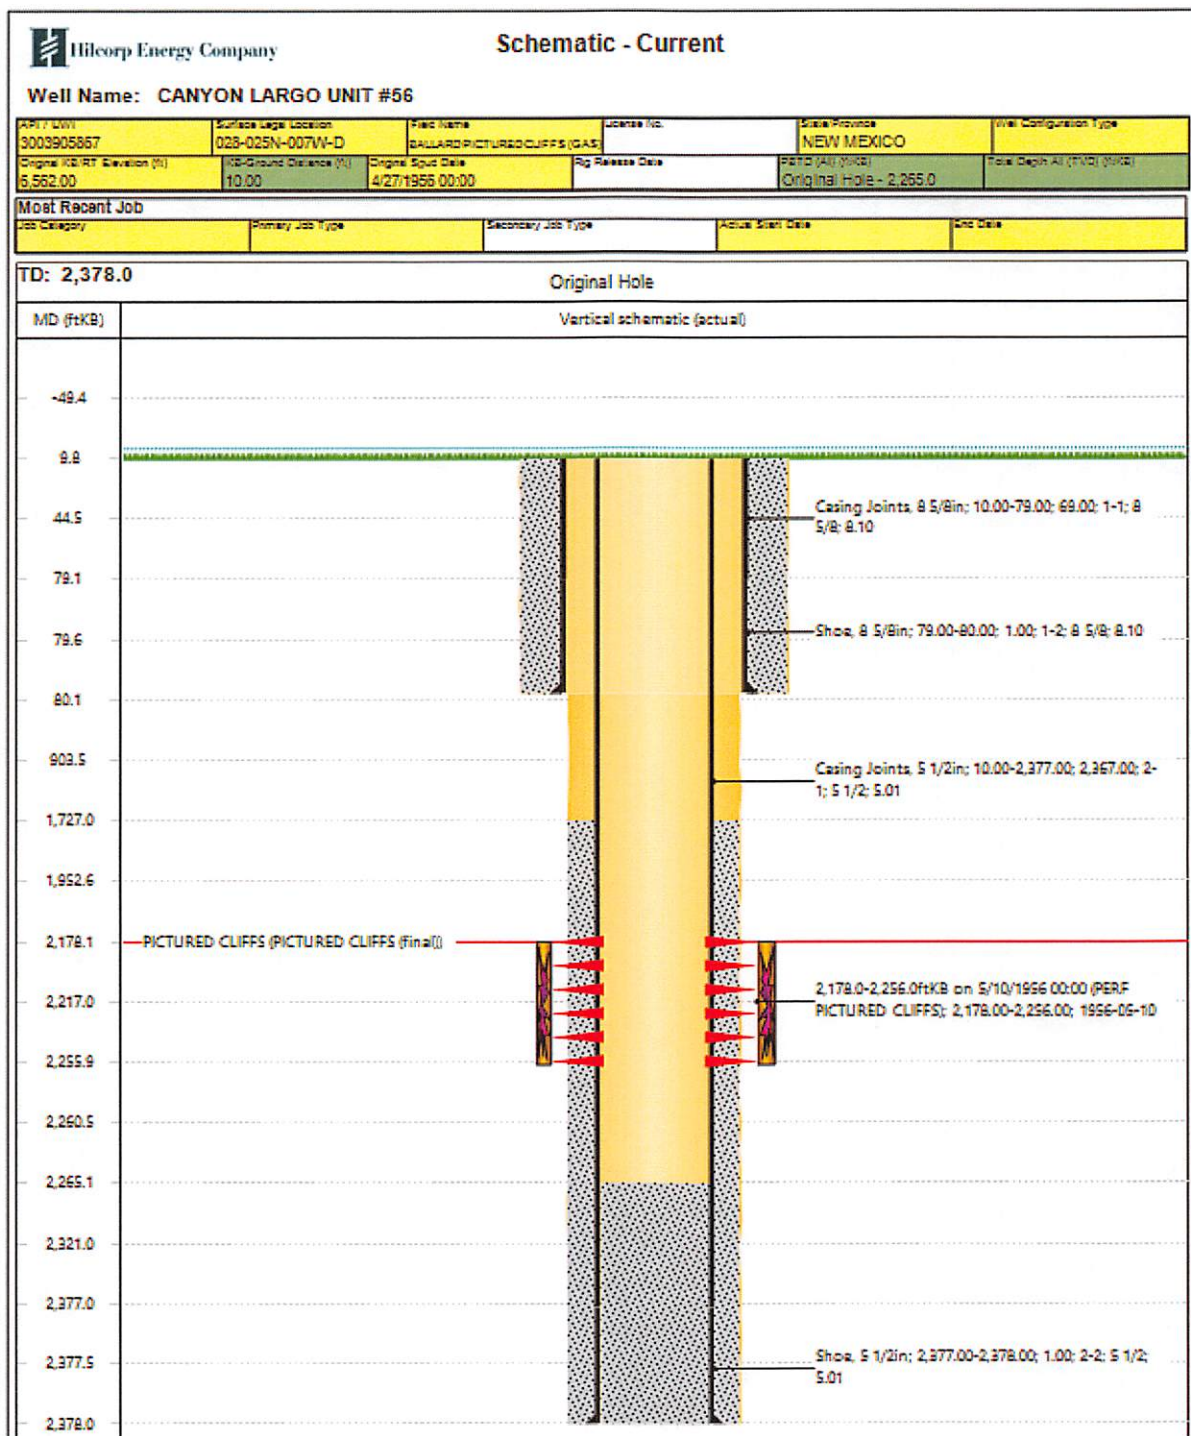 Hilcorp Energy Company
Schematic - Current
Well Name: CANYON LARGO UNIT #56
API / UWI
3003905867
Surface Legal Location
028-025N-007W-D
Field Name
BALLARD PICTURED CLIFFS (GAS)
License No.
State/Province
NEW MEXICO
Well Configuration Type
Original KB/RT Elevation (ft)
6,562.00
KB-Ground Distance (ft)
10.00
Original Spud Date
4/27/1956 00:00
Rig Release Date
PBTD (All) (ftKB)
Original Hole - 2,265.0
Total Depth All (TVD) (ftKB)
Most Recent Job
Job Category
Primary Job Type
Secondary Job Type
Actual Start Date
End Date
TD: 2,378.0
Original Hole
MD (ftKB)
Vertical schematic (actual)
-49.4
9.8
44.5
Casing Joints, 8 5/8in; 10.00-79.00; 69.00; 1-1; 8
5/8; 8.10
79.1
79.6
Shoe, 8 5/8in; 79.00-80.00; 1.00; 1-2; 8 5/8; 8.10
80.1
903.5
Casing Joints, 5 1/2in; 10.00-2,377.00; 2,367.00; 2-
1; 5 1/2; 5.01
1,727.0
1,952.6
2,178.1
PICTURED CLIFFS (PICTURED CLIFFS (final))
2,217.0
2,178.0-2,256.0ftKB on 5/10/1956 00:00 (PERF
PICTURED CLIFFS); 2,178.00-2,256.00; 1956-05-10
2,255.9
2,260.5
2,265.1
2,321.0
2,377.0
2,377.5
Shoe, 5 1/2in; 2,377.00-2,378.00; 1.00; 2-2; 5 1/2;
5.01
2,378.0